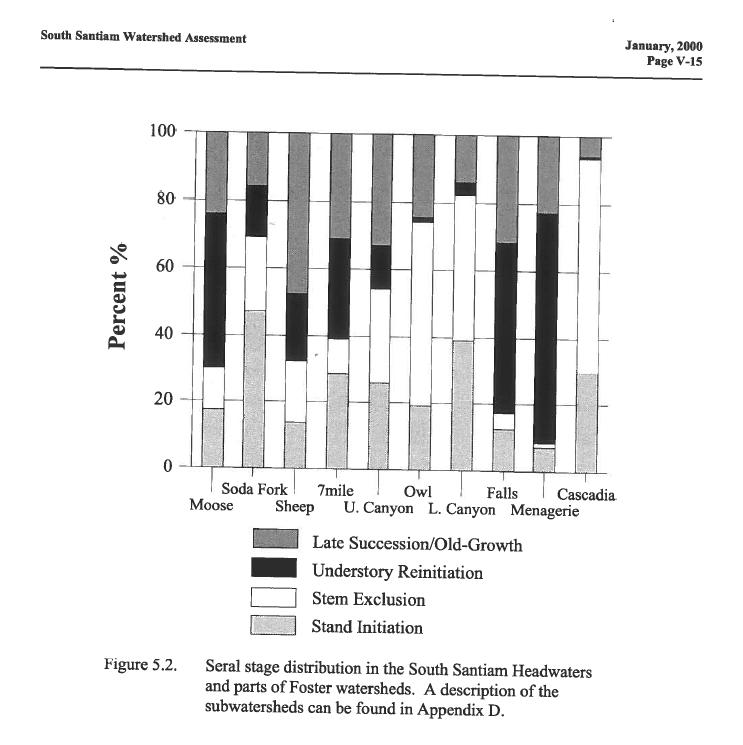 South Santiam Watershed Assessment
January, 2000
Page V-15
100
80
60
40
20
0
Percent %
Soda Fork 7mile Owl Falls Cascadia
Moose Sheep U. Canyon L. Canyon Menagerie
Late Succession/Old-Growth
Understory Reinitiation
Stem Exclusion
Stand Initiation
Figure 5.2. Seral stage distribution in the South Santiam Headwaters
and parts of Foster watersheds. A description of the
subwatersheds can be found in Appendix D.